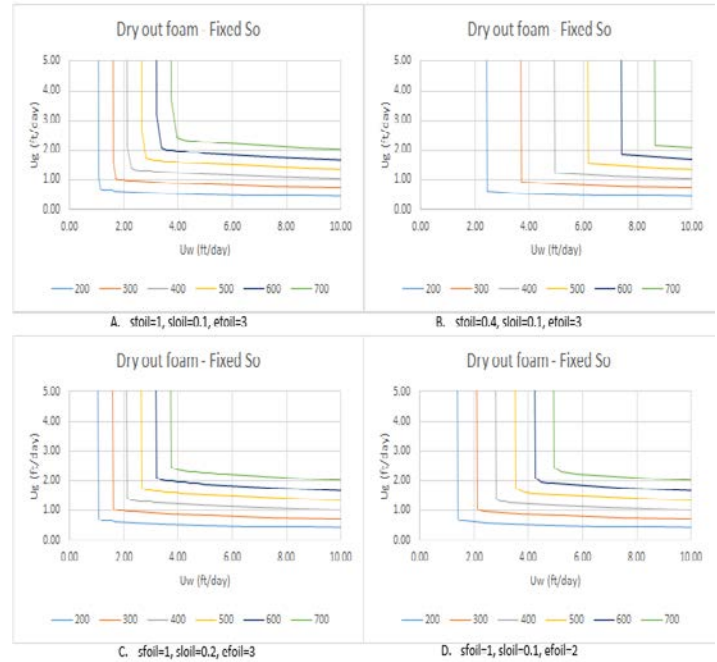 Dry out foam - Fixed So
5.00
4.00
3.00
2.00
1.00
0.00
Ug (ft/day)
0.00 2.00 4.00 6.00 8.00 10.00
Uw (ft/day)
200 300 400 500 600 700
A. sfoil=1, sloil=0.1, efoil=3
Dry out foam - Fixed So
5.00
4.00
3.00
2.00
1.00
0.00
Ug (ft/day)
0.00 2.00 4.00 6.00 8.00 10.00
Uw (ft/day)
200 300 400 500 600 700
B. sfoil=0.4, sloil=0.1, efoil=3
Dry out foam - Fixed So
5.00
4.00
3.00
2.00
1.00
0.00
Ug (ft/day)
0.00 2.00 4.00 6.00 8.00 10.00
Uw (ft/day)
200 300 400 500 600 700
C. sfoil=1, sloil=0.2, efoil=3
Dry out foam - Fixed So
5.00
4.00
3.00
2.00
1.00
0.00
Ug (ft/day)
0.00 2.00 4.00 6.00 8.00 10.00
Uw (ft/day)
200 300 400 500 600 700
D. sfoil=1, sloil=0.1, efoil=2